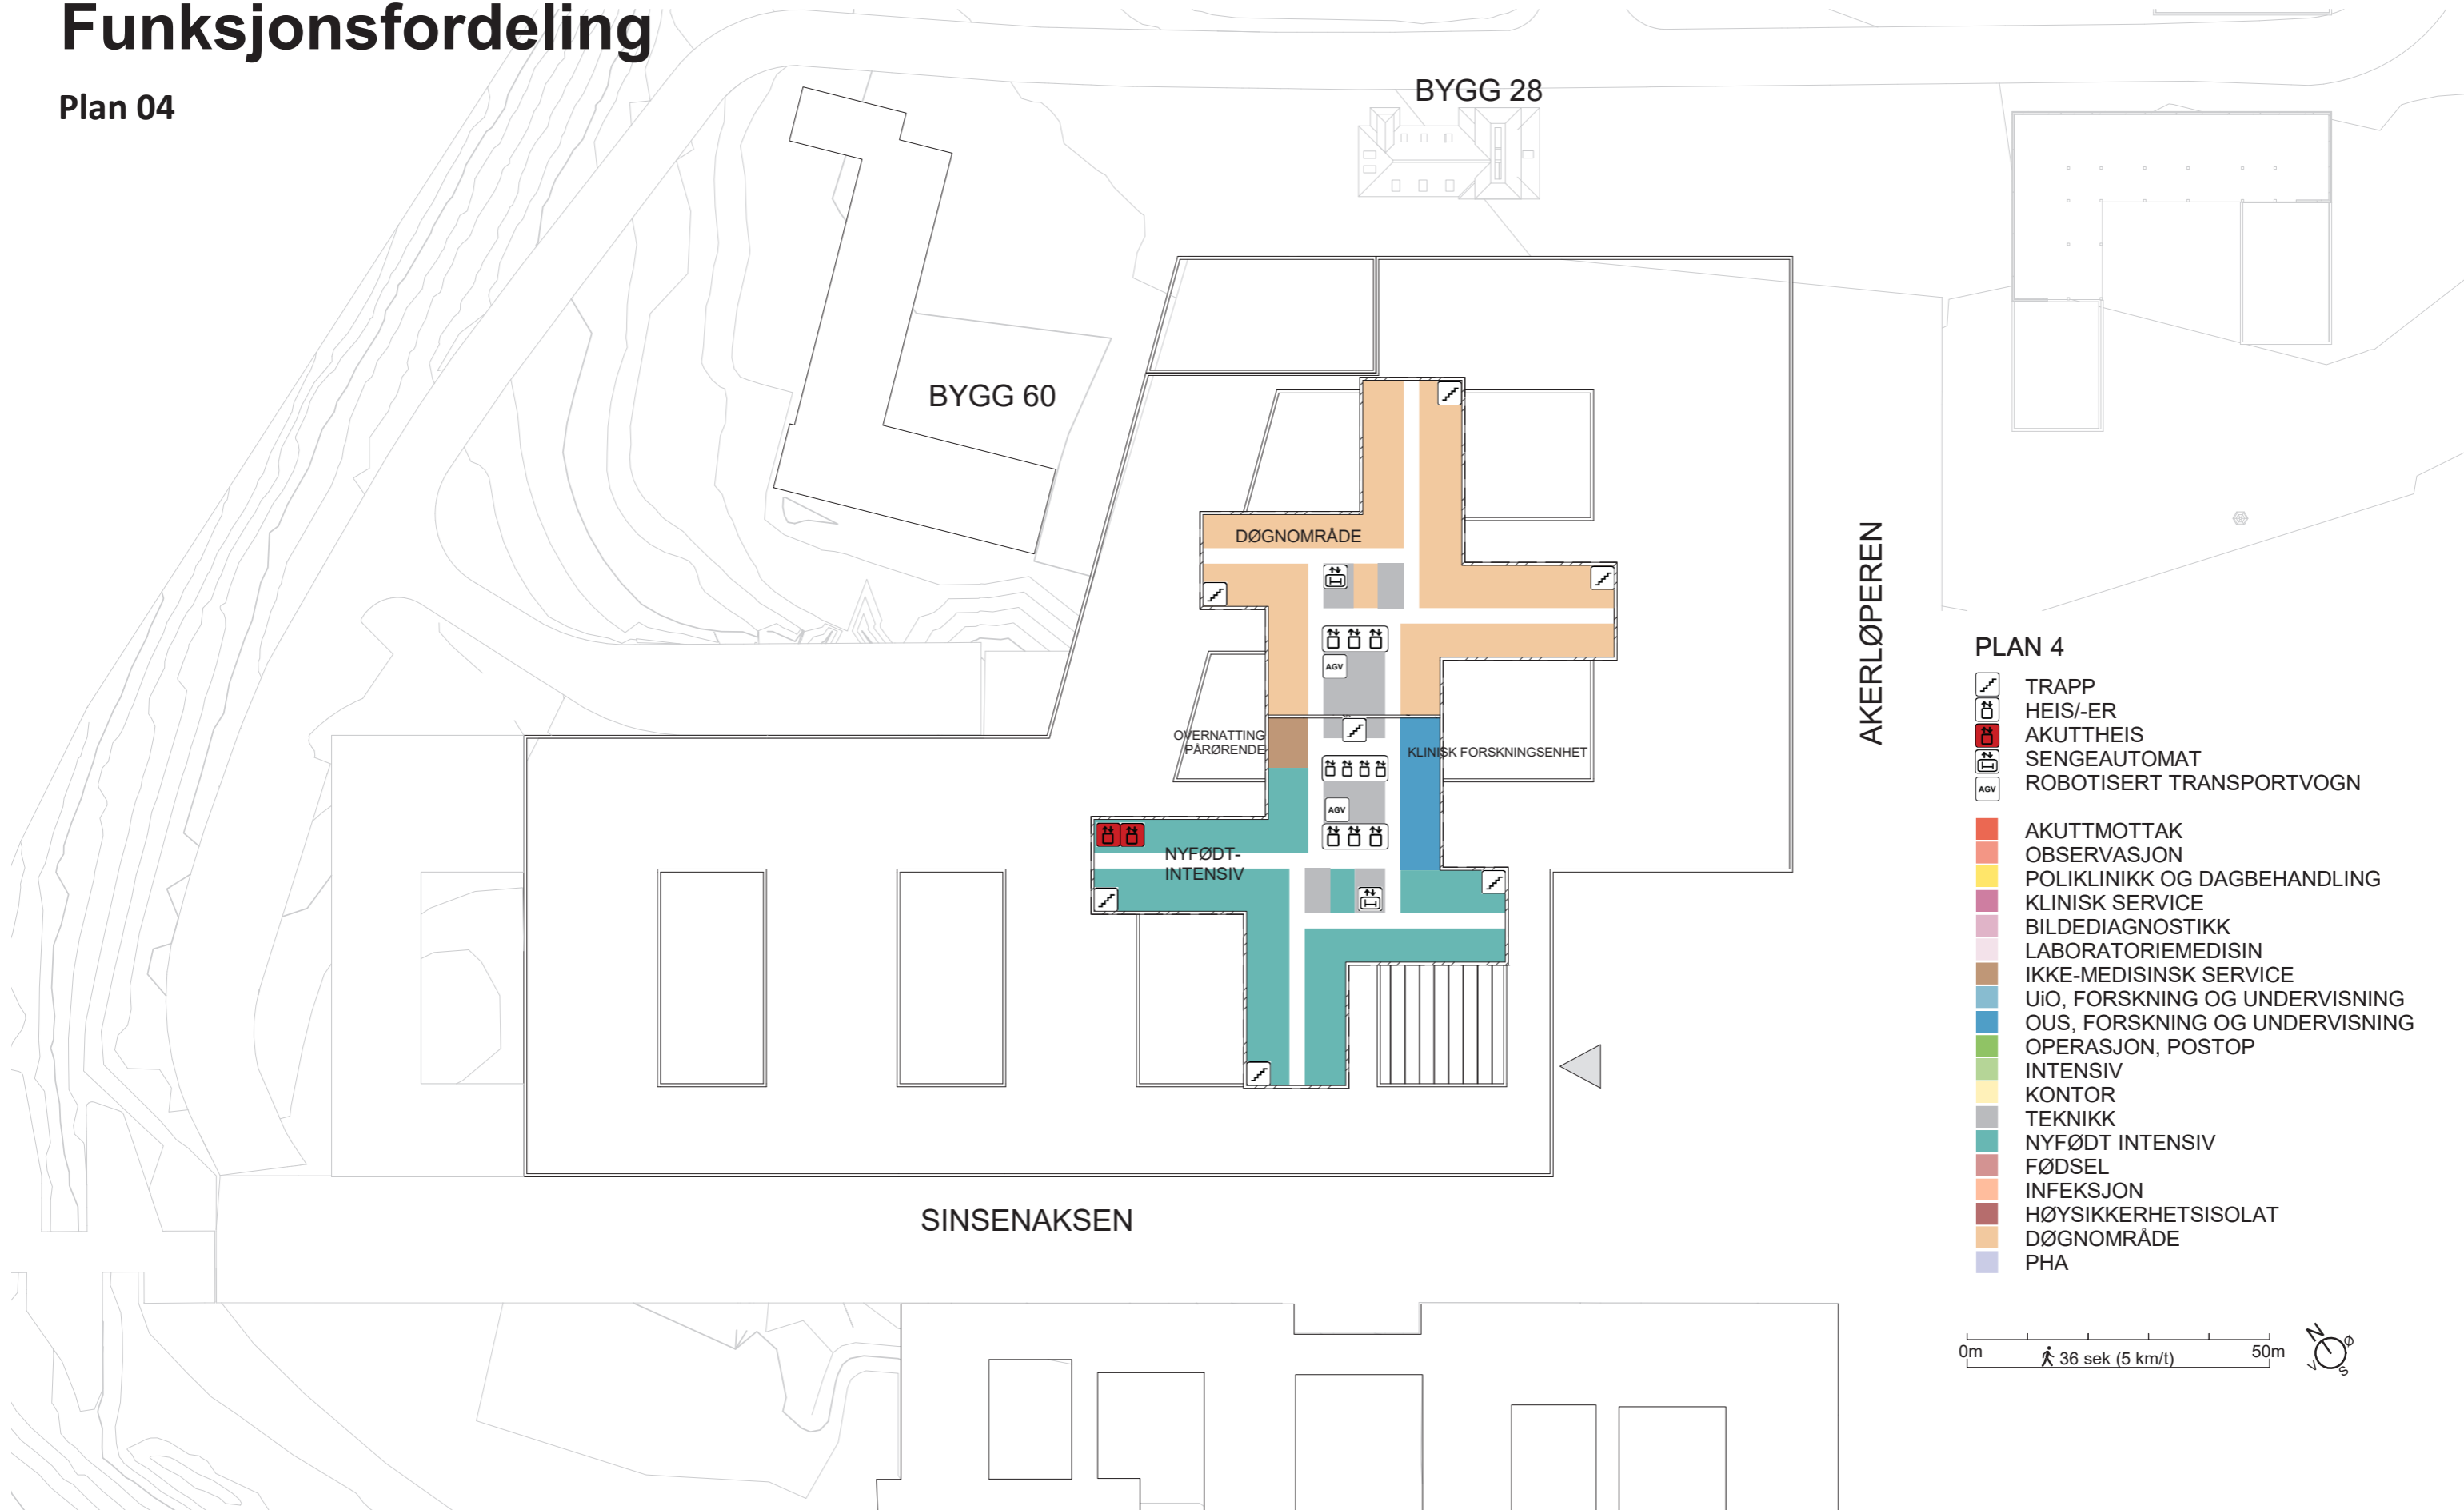 Funksjonsfordeling
Plan 04
BYGG 28
BYGG 60
DØGNOMRÅDE
AGV
OVERNATTING
PÅRØRENDE
KLINISK FORSKNINGSENHET
AGV
NYFØDT-
INTENSIV
AKERLØPEREN
SINSENAKSEN
PLAN 4
TRAPP
HEIS/-ER
AKUTTHEIS
SENGEAUTOMAT
AGV ROBOTISERT TRANSPORTVOGN
AKUTTMOTTAK
OBSERVASJON
POLIKLINIKK OG DAGBEHANDLING
KLINISK SERVICE
BILDEDIAGNOSTIKK
LABORATORIEMEDISIN
IKKE-MEDISINSK SERVICE
UiO, FORSKNING OG UNDERVISNING
OUS, FORSKNING OG UNDERVISNING
OPERASJON, POSTOP
INTENSIV
KONTOR
TEKNIKK
NYFØDT INTENSIV
FØDSEL
INFEKSJON
HØYSIKKERHETSISOLAT
DØGNOMRÅDE
PHA
0m 36 sek (5 km/t) 50m
N Ø V S